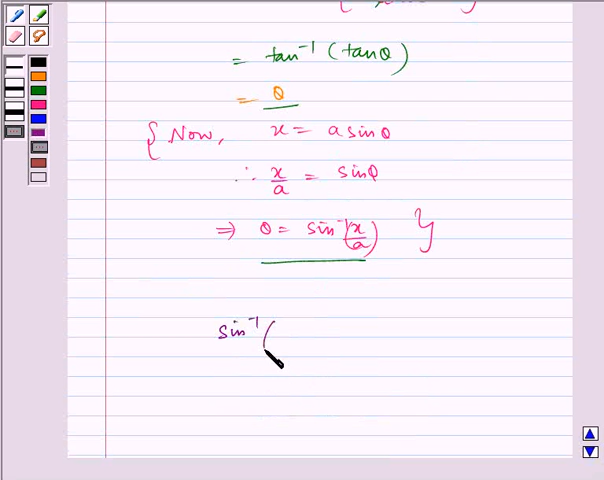 = tan⁻¹ (tanθ)
= θ
{ Now, x = a sinθ
∴ x/a = sinθ
⇒ θ = sin⁻¹(x/a) }
sin⁻¹ (